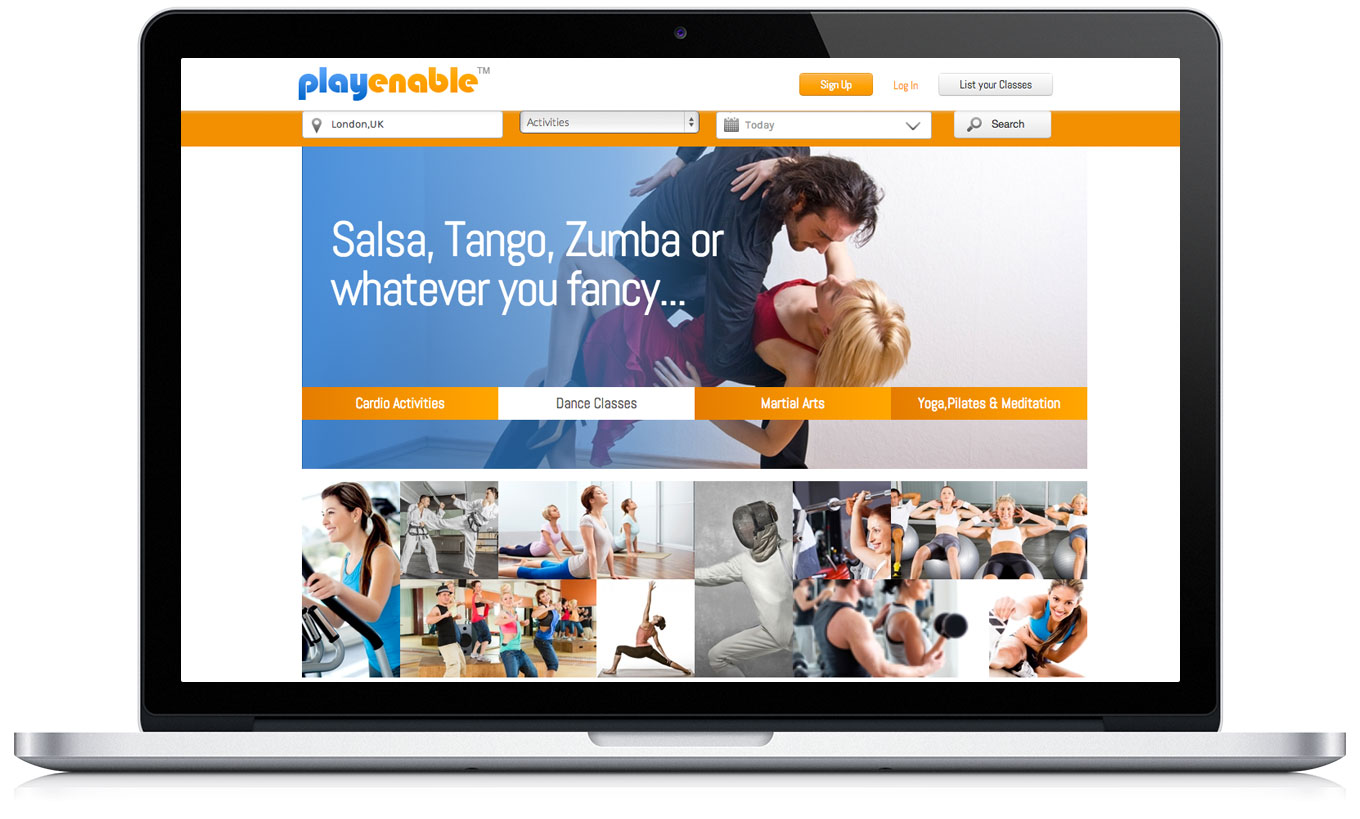 playenable™
Sign Up
Log In
List your Classes
London,UK
Activities
Today
Search
Salsa, Tango, Zumba or
whatever you fancy...
Cardio Activities
Dance Classes
Martial Arts
Yoga,Pilates & Meditation